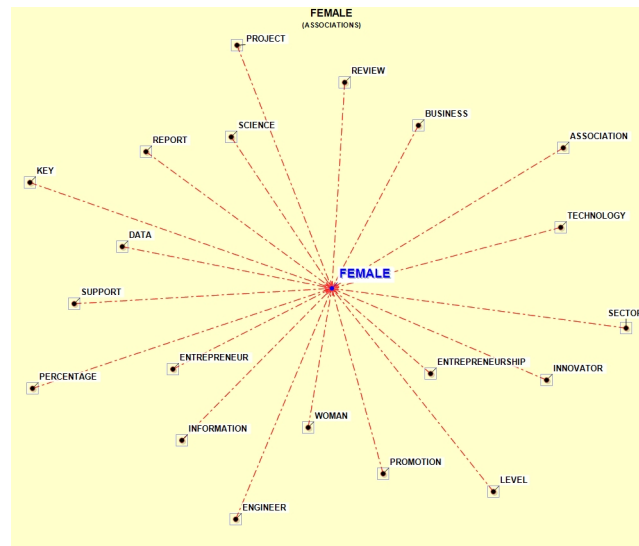 FEMALE
(ASSOCIATIONS)
PROJECT
REVIEW
BUSINESS
SCIENCE
ASSOCIATION
REPORT
KEY
TECHNOLOGY
DATA
FEMALE
SUPPORT
SECTOR
ENTREPRENEUR
ENTREPRENEURSHIP
INNOVATOR
PERCENTAGE
WOMAN
INFORMATION
PROMOTION
LEVEL
ENGINEER